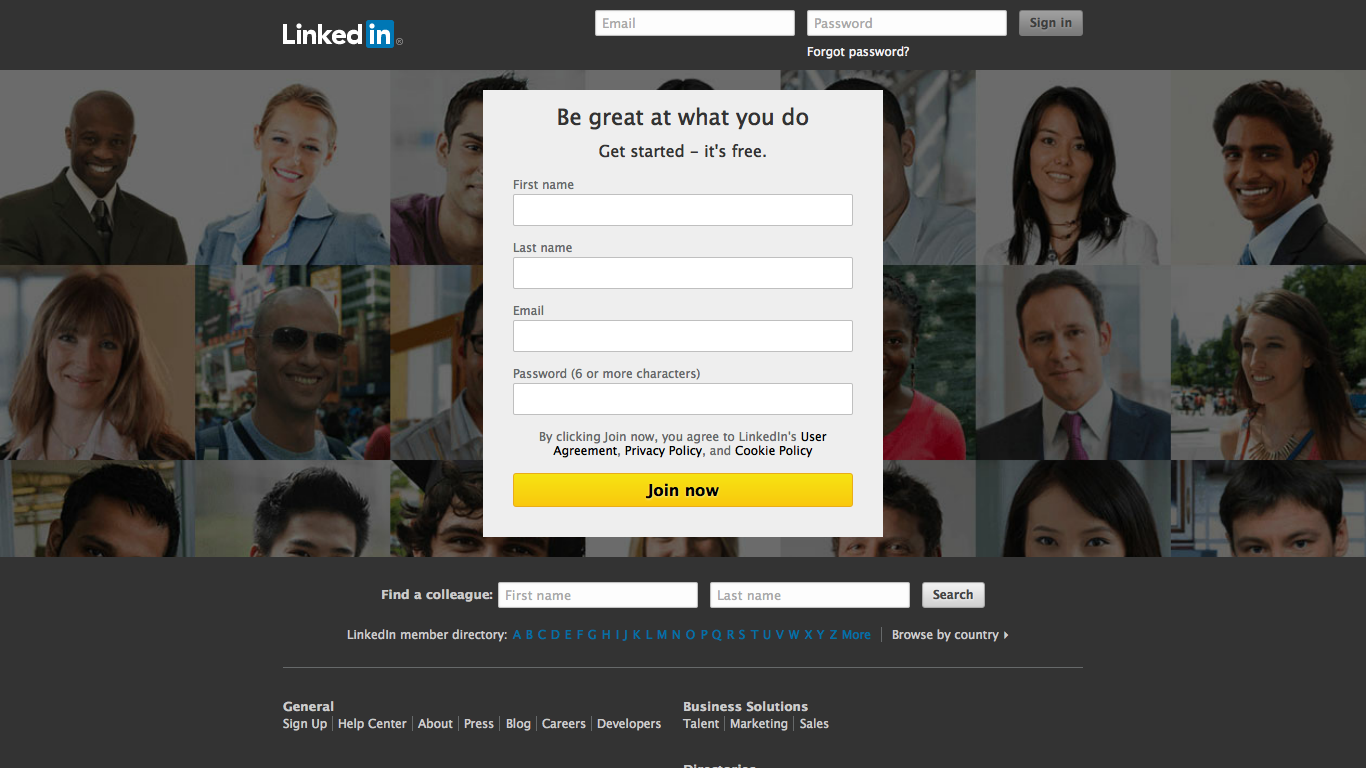 Linked in ®
Email
Password
Sign in
Forgot password?
Be great at what you do
Get started – it's free.
First name
Last name
Email
Password (6 or more characters)
By clicking Join now, you agree to LinkedIn's User
Agreement, Privacy Policy, and Cookie Policy
Join now
Find a colleague: First name Last name Search
LinkedIn member directory: A B C D E F G H I J K L M N O P Q R S T U V W X Y Z More Browse by country
General
Sign Up Help Center About Press Blog Careers Developers
Business Solutions
Talent Marketing Sales
Directories